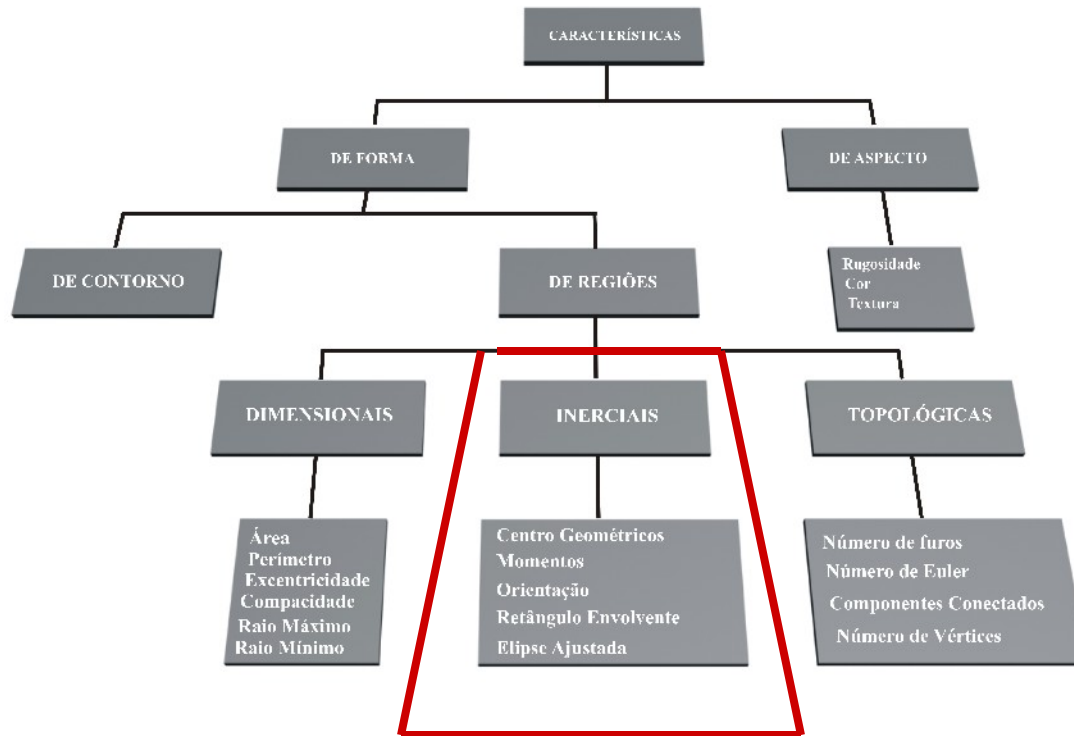 CARACTERÍSTICAS
DE FORMA
DE ASPECTO
DE CONTORNO
DE REGIÕES
Rugosidade
Cor
Textura
DIMENSIONAIS
INERCIAIS
TOPOLÓGICAS
Área
Perímetro
Excentricidade
Compacidade
Raio Máximo
Raio Mínimo
Centro Geométricos
Momentos
Orientação
Retângulo Envolvente
Elipse Ajustada
Número de furos
Número de Euler
Componentes Conectados
Número de Vértices